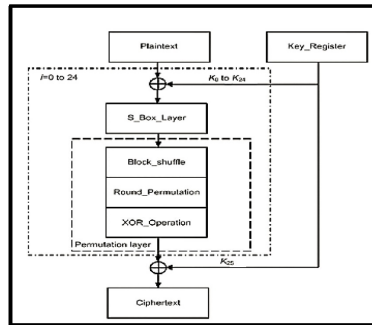 Plaintext
Key_Register
i=0 to 24
K0 to K24
S_Box_Layer
Block_shuffle
Round_Permutation
XOR_Operation
Permutation layer
K25
Ciphertext